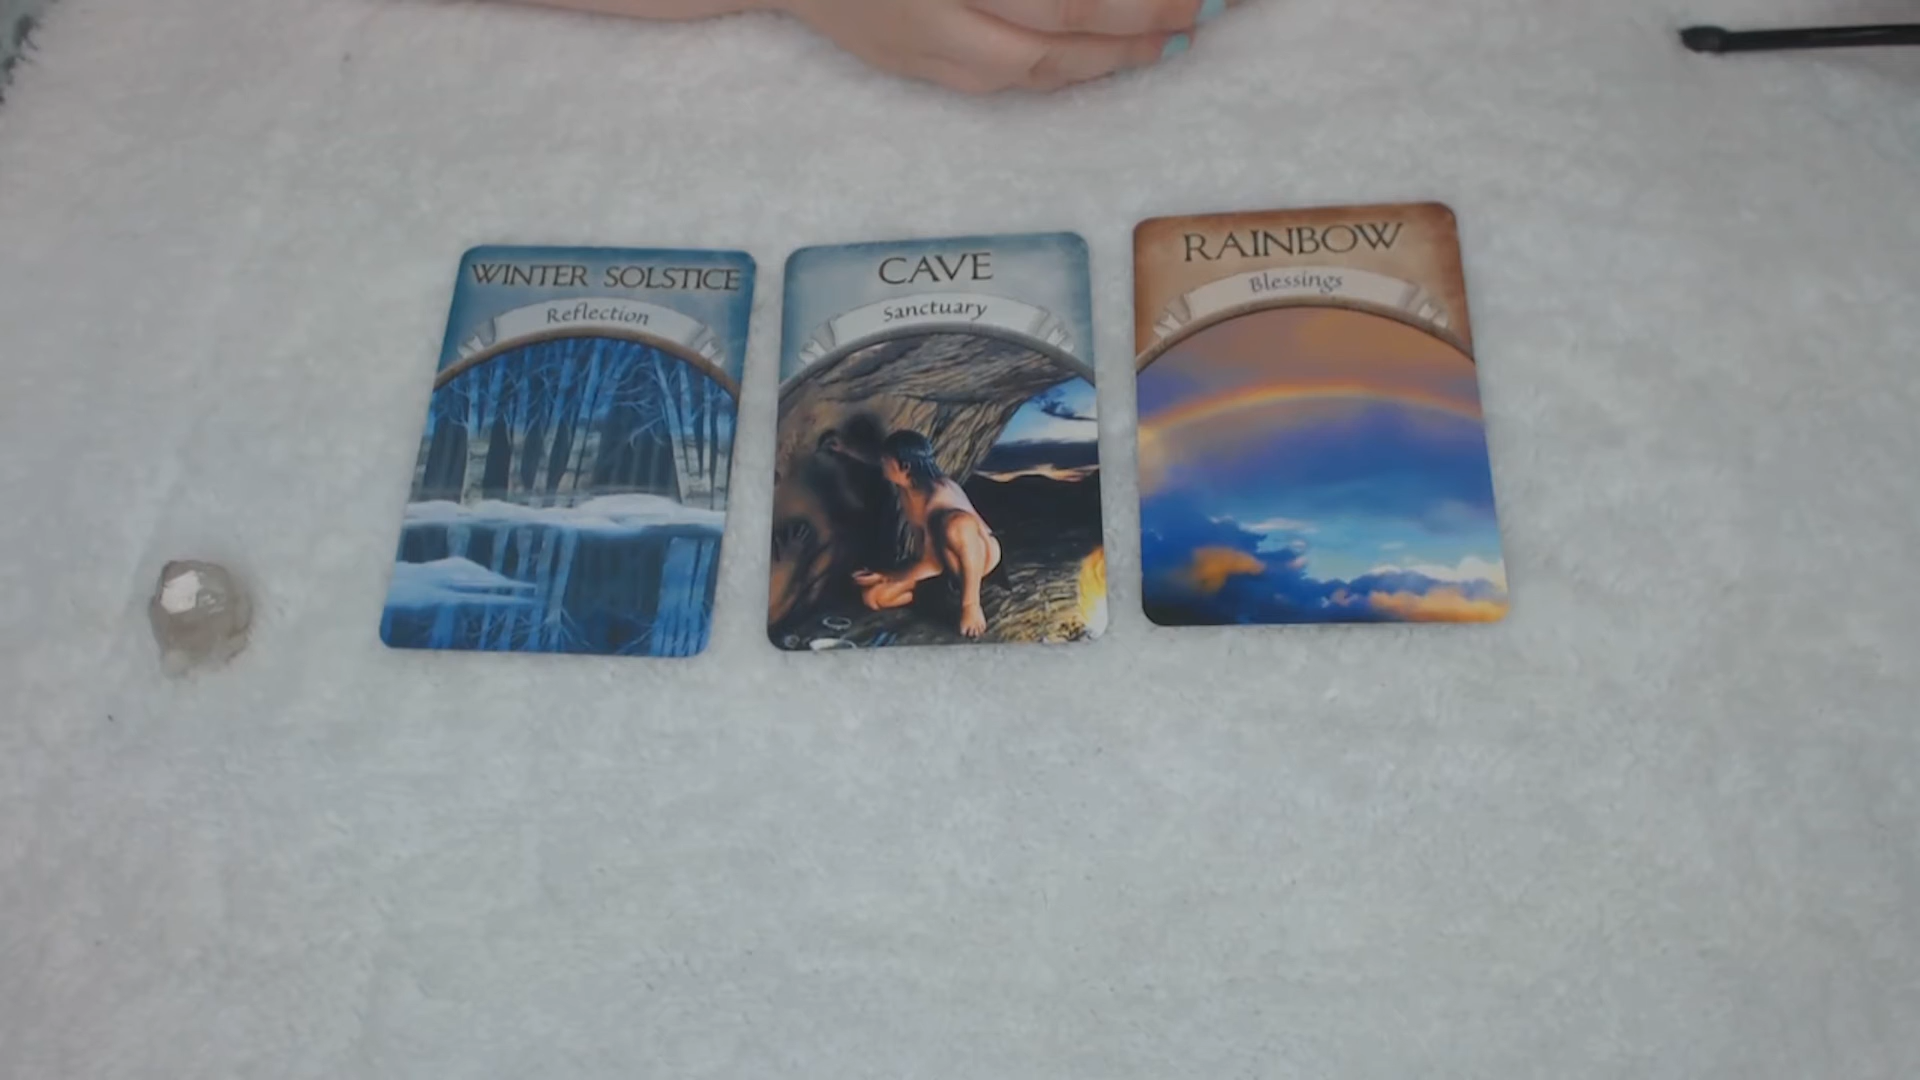 WINTER SOLSTICE
Reflection
CAVE
Sanctuary
RAINBOW
Blessings